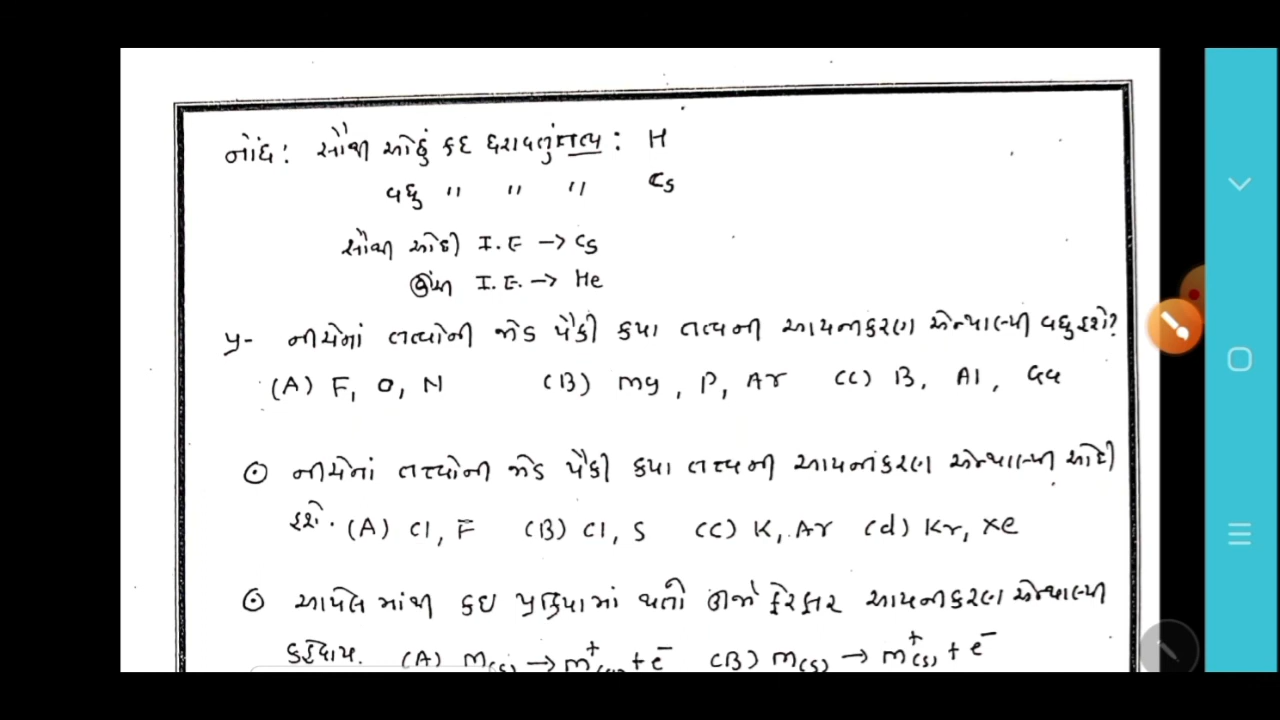 નોંધ: સૌથી ઓછું કદ ધરાવતુંતત્વ : H
વધુ " " " Cs
સૌથી ઓછી I.E → Cs
ઊંચી I.E. → He
પ્ર- નીચેનાં તત્વોની જોડ પૈકી કયા તત્વની આયનીકરણ એન્થાલ્પી વધુ હશે?
(A) F, O, N (B) Mg, P, Ar (C) B, Al, Ga
⊙ નીચેનાં તત્વોની જોડ પૈકી કયા તત્વની આયનીકરણ એન્થાલ્પી ઓછી
હશે. (A) Cl, F (B) Cl, S (C) K, Ar (d) Kr, Xe
⊙ આપેલ માંથી કઇ પ્રક્રિયામાં થતો ઊર્જા ફેરફાર આયનીકરણ એન્થાલ્પી
કહેવાય. (A) M(s) → M⁺ + e⁻ (B) M(s) → M⁺(s) + e⁻